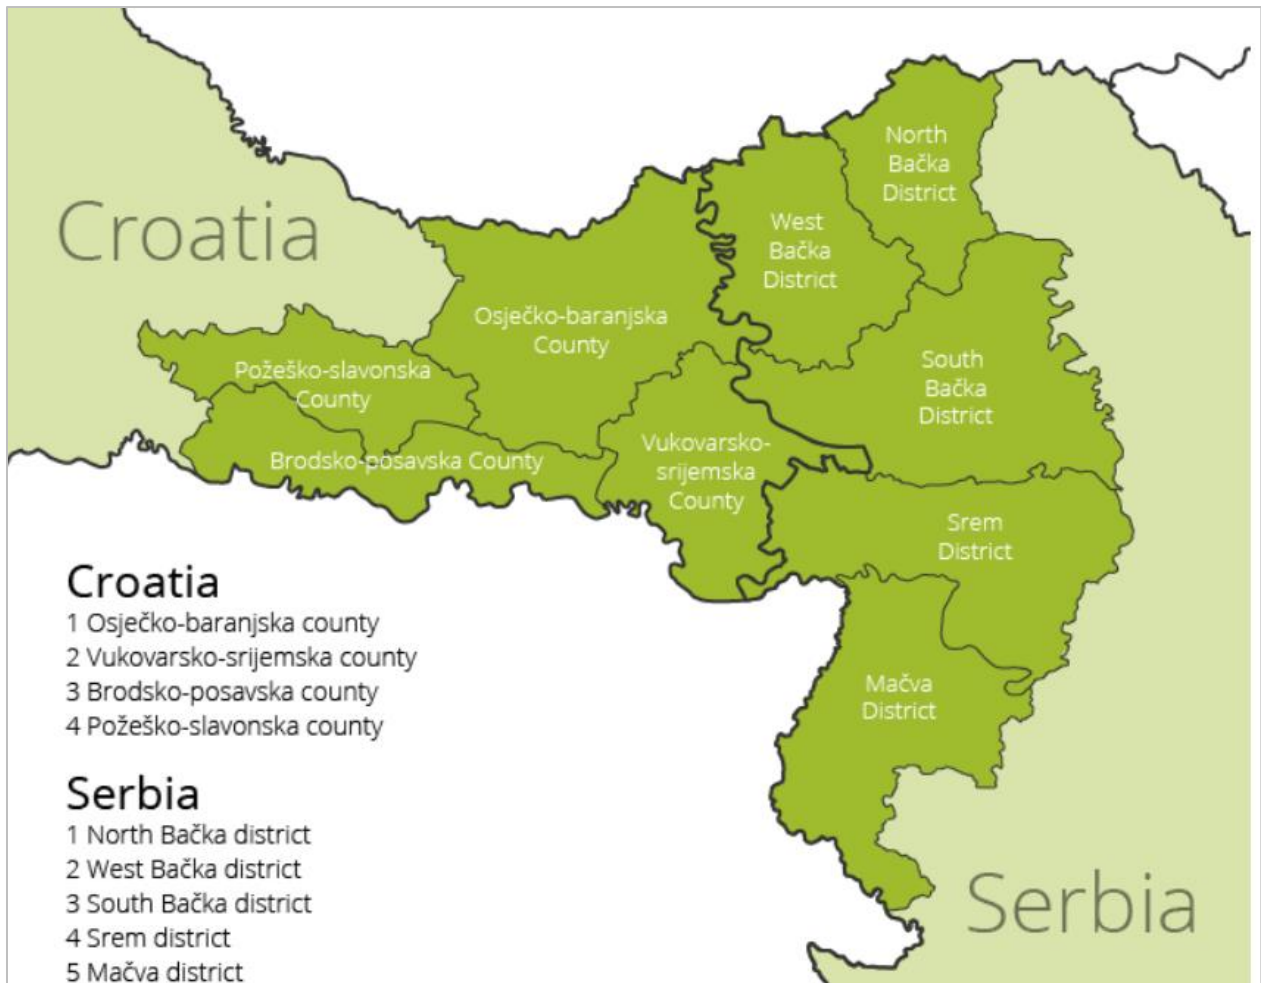 Croatia
North
Bačka
District
West
Bačka
District
Osječko-baranjska
County
South
Bačka
District
Požeško-slavonska
County
Vukovarsko-
srijemska
County
Brodsko-posavska County
Srem
District
Mačva
District
Croatia
1 Osječko-baranjska county
2 Vukovarsko-srijemska county
3 Brodsko-posavska county
4 Požeško-slavonska county
Serbia
1 North Bačka district
2 West Bačka district
3 South Bačka district
4 Srem district
5 Mačva district
Serbia